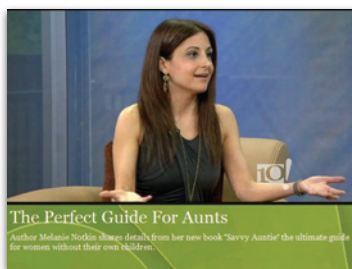 10!
The Perfect Guide For Aunts
Author Melanie Notkin shares details from her new book "Savvy Auntie" the ultimate guide
for women without their own children.